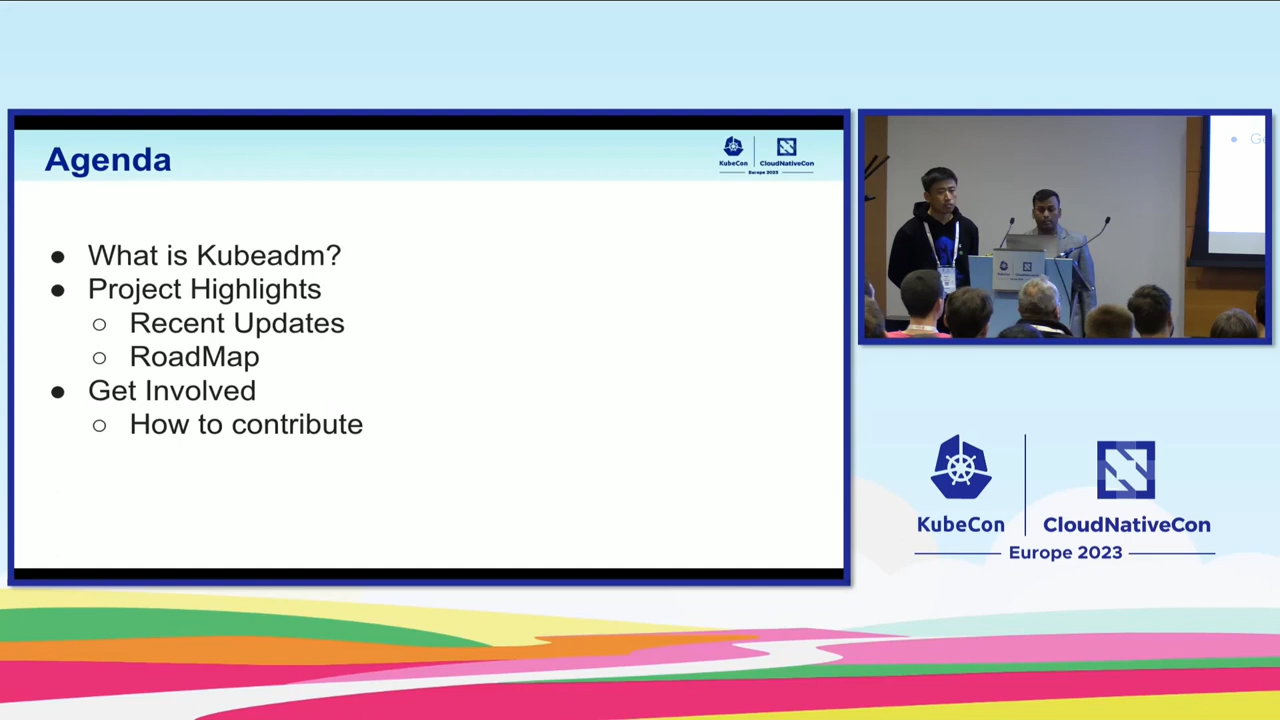 Agenda
KubeCon
CloudNativeCon
Europe 2023
What is Kubeadm?
Project Highlights
Recent Updates
RoadMap
Get Involved
How to contribute
KubeCon
CloudNativeCon
Europe 2023